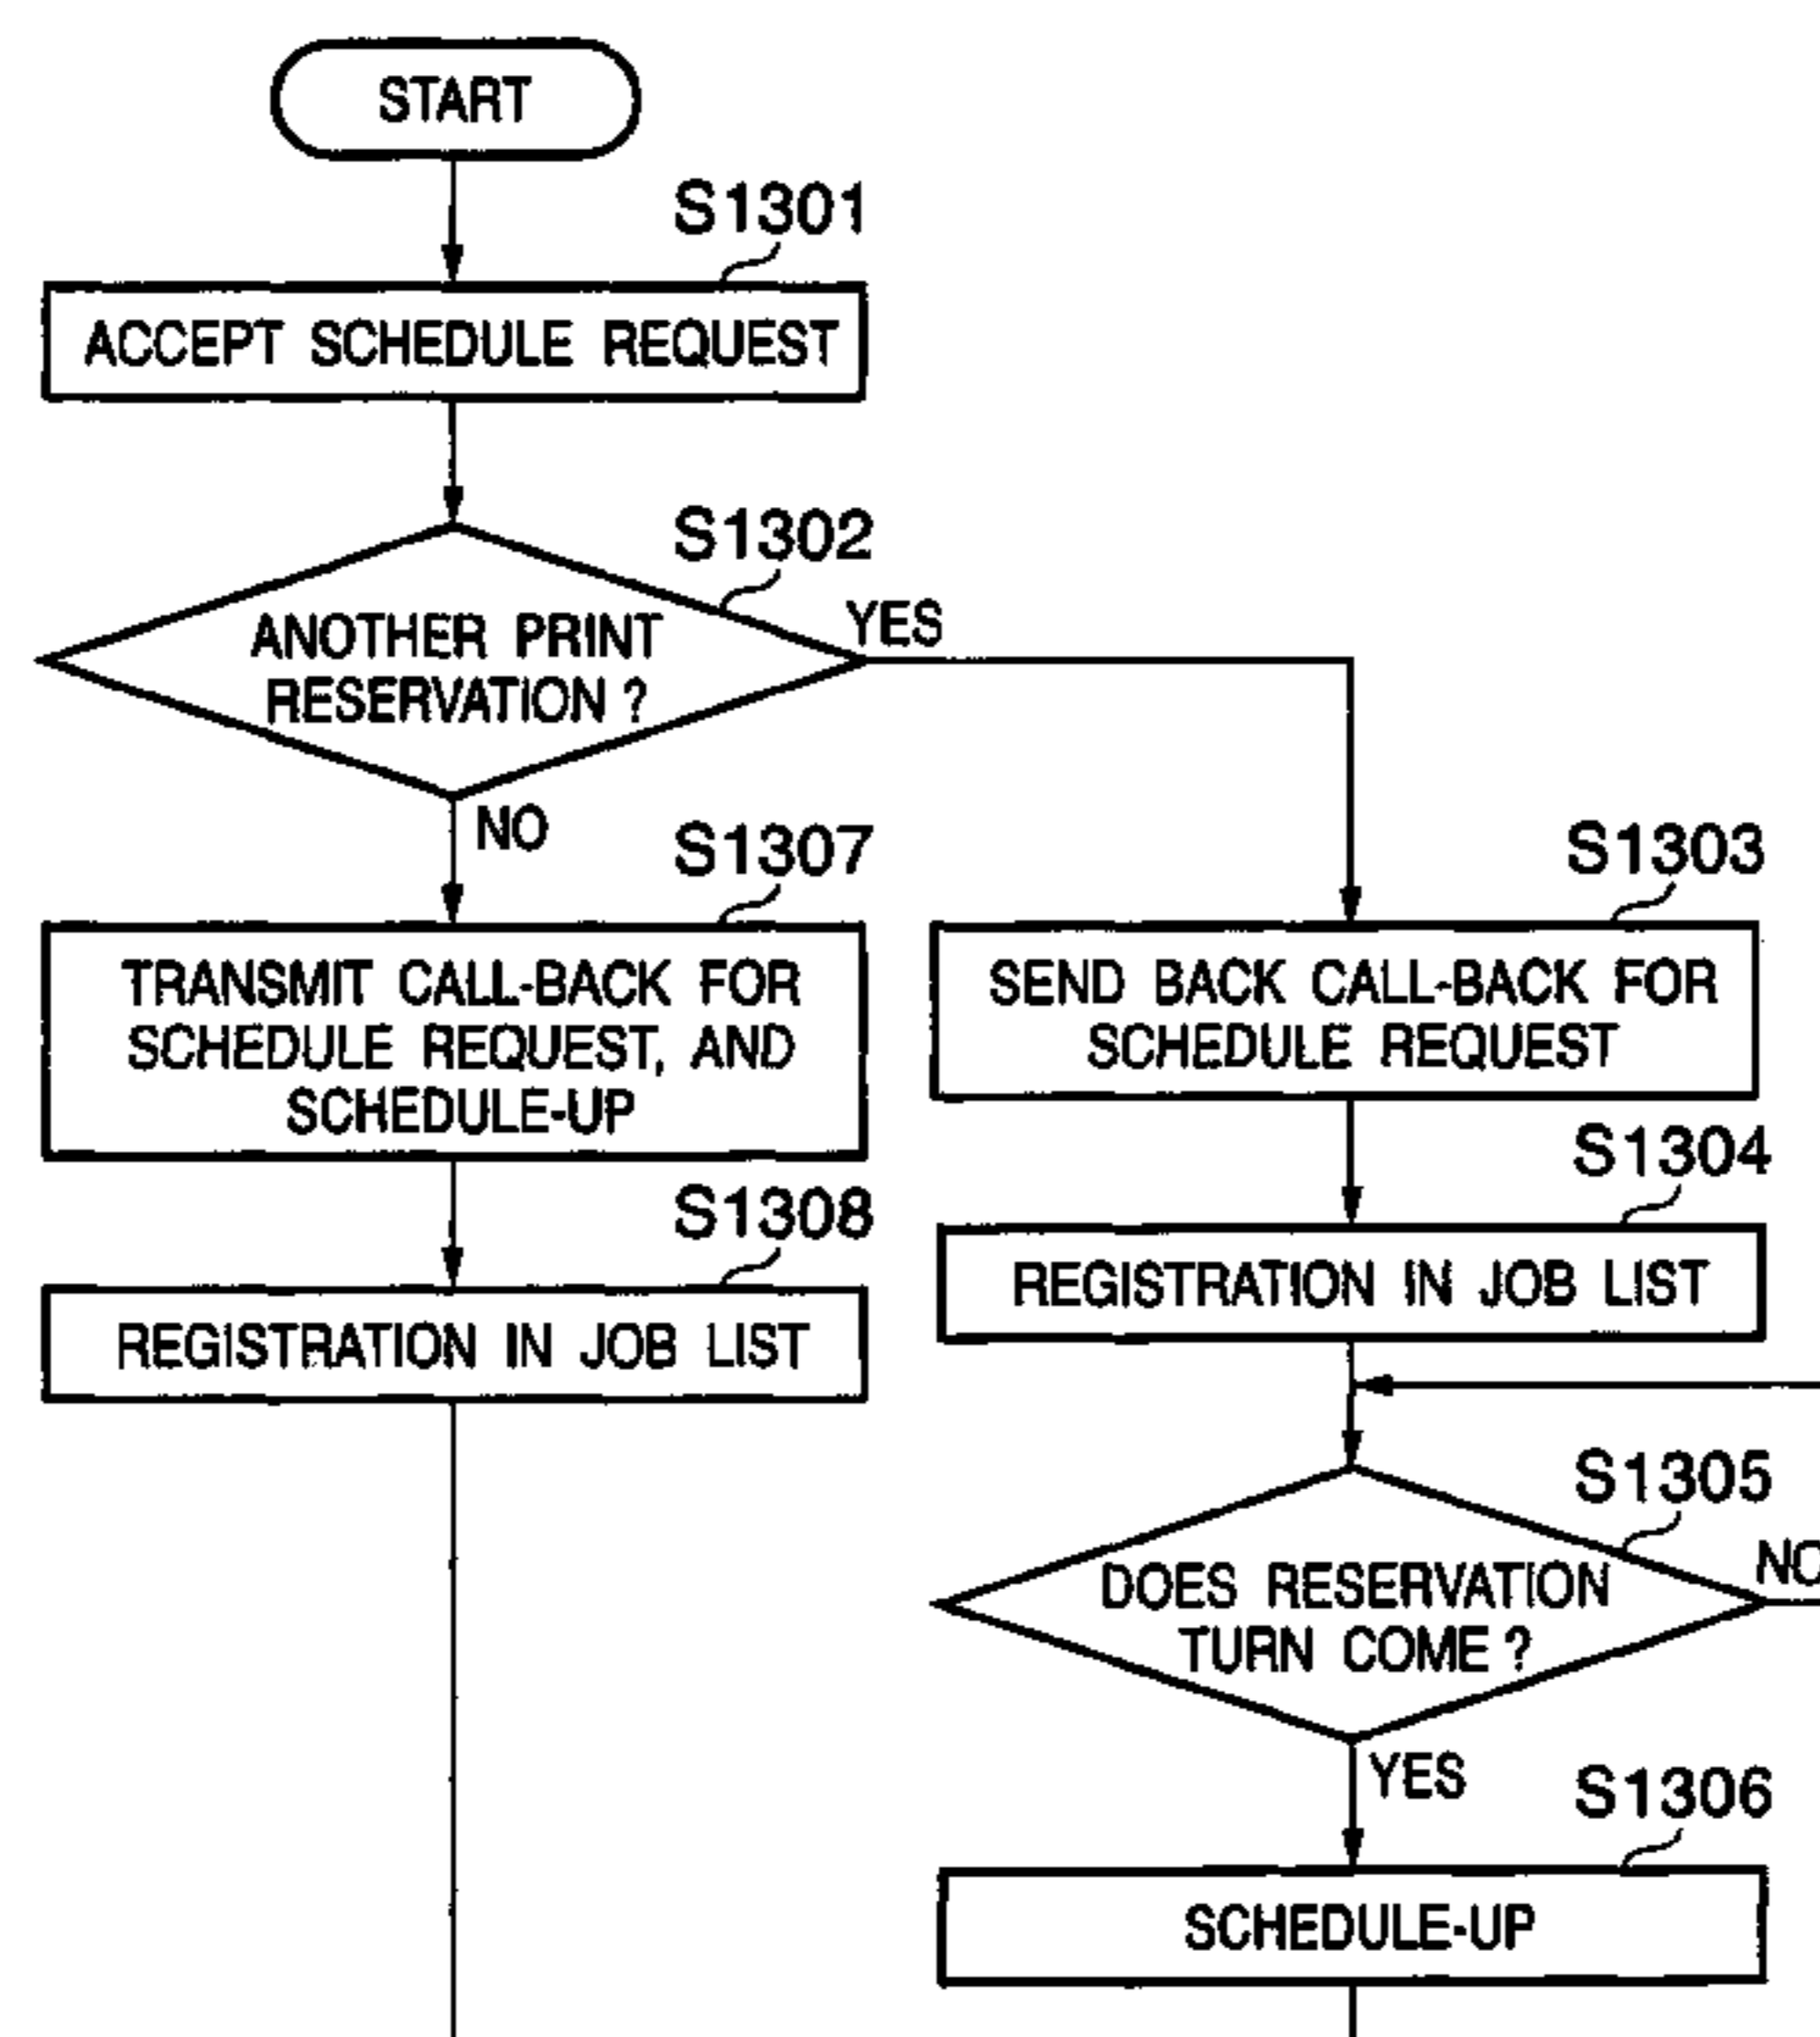 START
S1301
ACCEPT SCHEDULE REQUEST
S1302
ANOTHER PRINT
RESERVATION ?
YES
NO
S1307
TRANSMIT CALL-BACK FOR
SCHEDULE REQUEST, AND
SCHEDULE-UP
S1308
REGISTRATION IN JOB LIST
S1303
SEND BACK CALL-BACK FOR
SCHEDULE REQUEST
S1304
REGISTRATION IN JOB LIST
S1305
DOES RESERVATION
TURN COME ?
NO
YES
S1306
SCHEDULE-UP